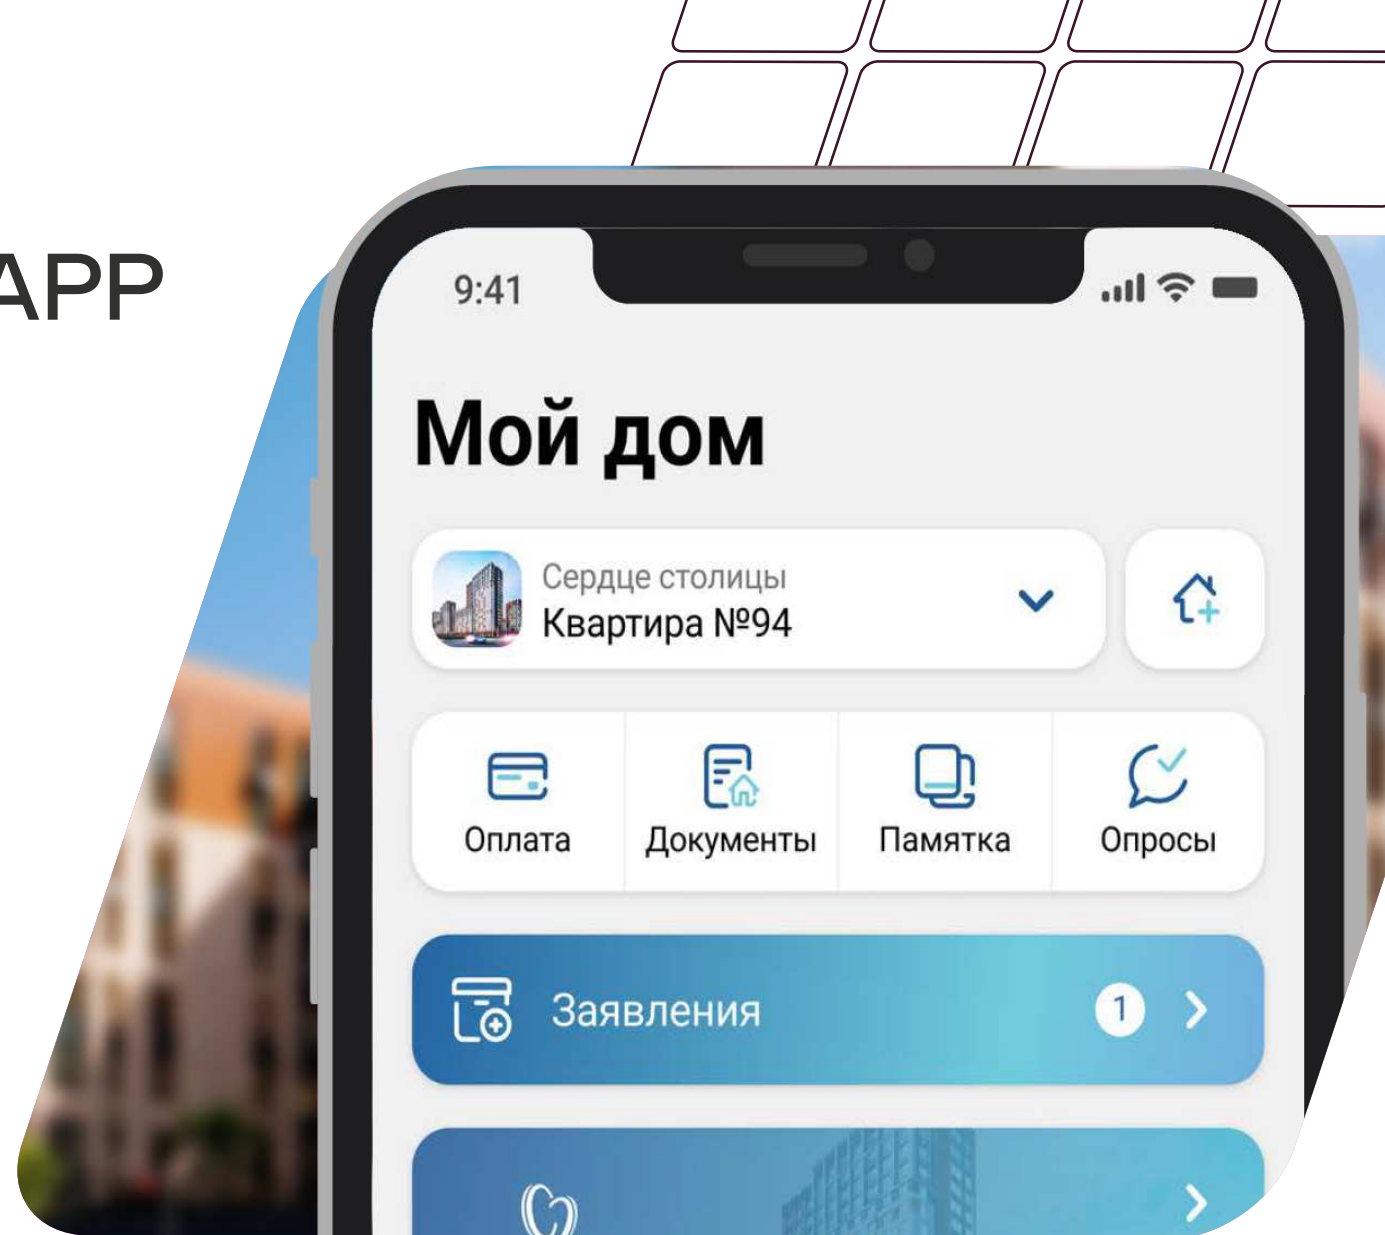 APP
9:41
Мой дом
Сердце столицы
Квартира №94
Оплата
Документы
Памятка
Опросы
Заявления
1